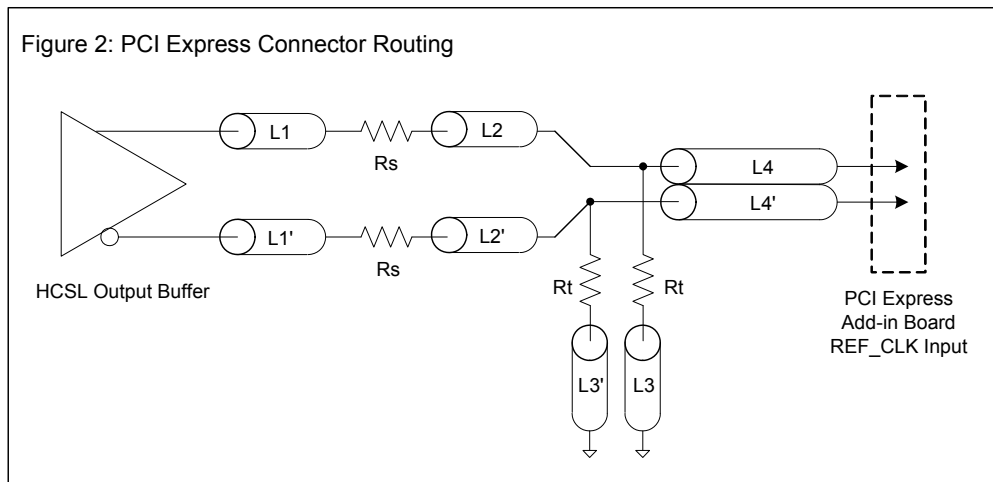 Figure 2: PCI Express Connector Routing
L1
Rs
L2
L4
L4'
L1'
Rs
L2'
HCSL Output Buffer
Rt
Rt
L3'
L3
PCI Express
Add-in Board
REF_CLK Input